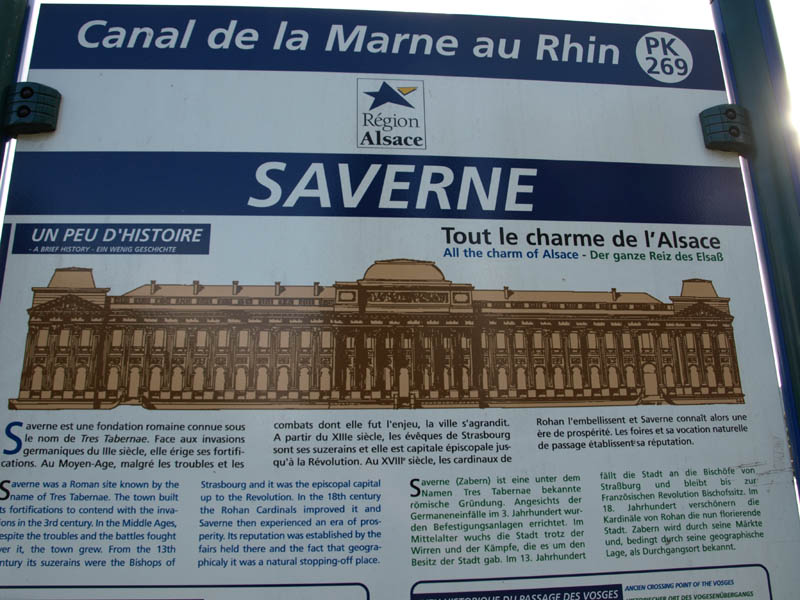 Canal de la Marne au Rhin
PK
269
Région
Alsace
SAVERNE
UN PEU D'HISTOIRE
- A BRIEF HISTORY - EIN WENIG GESCHICHTE
Tout le charme de l'Alsace
All the charm of Alsace - Der ganze Reiz des Elsaß
Saverne est une fondation romaine connue sous
le nom de Tres Tabernae. Face aux invasions
germaniques du IIIe siècle, elle érige ses fortifi-
cations. Au Moyen-Age, malgré les troubles et les
combats dont elle fut l'enjeu, la ville s'agrandit.
A partir du XIIIe siècle, les évêques de Strasbourg
sont ses suzerains et elle est capitale épiscopale jus-
qu'à la Révolution. Au XVIIIe siècle, les cardinaux de
Rohan l'embellissent et Saverne connaît alors une
ère de prospérité. Les foires et sa vocation naturelle
de passage établissent sa réputation.
Saverne was a Roman site known by the
name of Tres Tabernae. The town built
its fortifications to contend with the inva-
ions in the 3rd century. In the Middle Ages,
espite the troubles and the battles fought
er it, the town grew. From the 13th
ntury its suzerains were the Bishops of
Strasbourg and it was the episcopal capital
up to the Revolution. In the 18th century
the Rohan Cardinals improved it and
Saverne then experienced an era of pros-
perity. Its reputation was established by the
fairs held there and the fact that geogra-
phicaly it was a natural stopping-off place.
Saverne (Zabern) ist eine unter dem
Namen Tres Tabernae bekannte
römische Gründung. Angesichts der
Germaneneinfälle im 3. Jahrhundert wur-
den Befestigungsanlagen errichtet. Im
Mittelalter wuchs die Stadt trotz der
Wirren und der Kämpfe, die es um den
Besitz der Stadt gab. Im 13. Jahrhundert
fällt die Stadt an die Bischöfe von
Straßburg und bleibt bis zur
Französischen Revolution Bischofsitz. Im
18. Jahrhundert verschönern die
Kardinäle von Rohan die nun florierende
Stadt. Zabern wird durch seine Märkte
und, bedingt durch seine geographische
Lage, als Durchgangsort bekannt.
HISTORIQUE DU PASSAGE DES VOSGES
ANCIEN CROSSING POINT OF THE VOSGES
HISTORISCHER ORT DES VOGESENÜBERGANGS